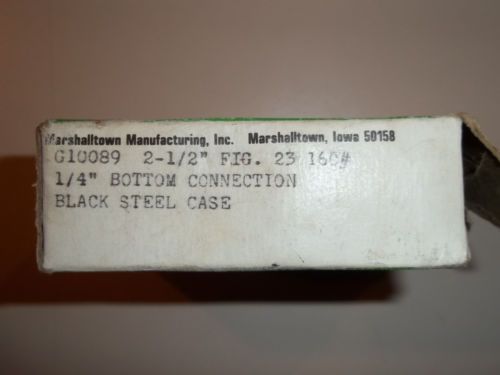 Marshalltown Manufacturing, Inc. Marshalltown, Iowa 50158
G10089 2-1/2" FIG. 23 160#
1/4" BOTTOM CONNECTION
BLACK STEEL CASE